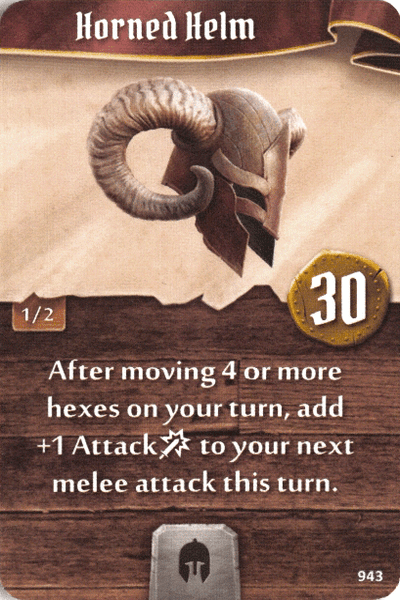 Horned Helm
30
1/2
After moving 4 or more
hexes on your turn, add
+1 Attack to your next
melee attack this turn.
943